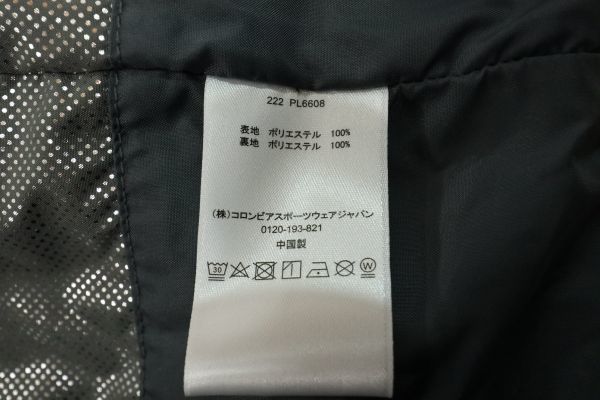 222 PL6608
表地 ポリエステル 100%
裏地 ポリエステル 100%
(株)コロンビアスポーツウェアジャパン
0120-193-821
中国製
30 W